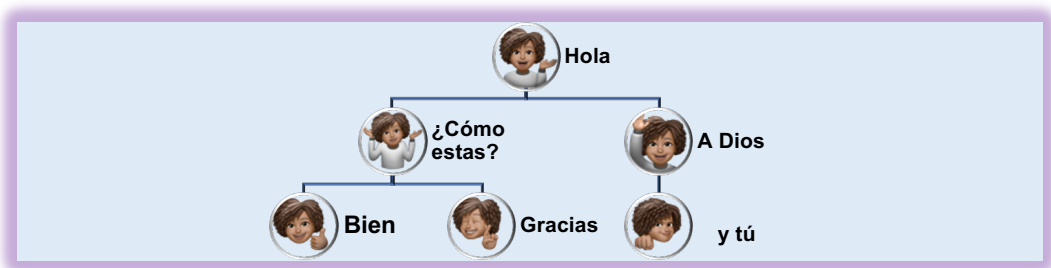 Hola
¿Cómo
estas?
A Dios
Bien
Gracias
y tú